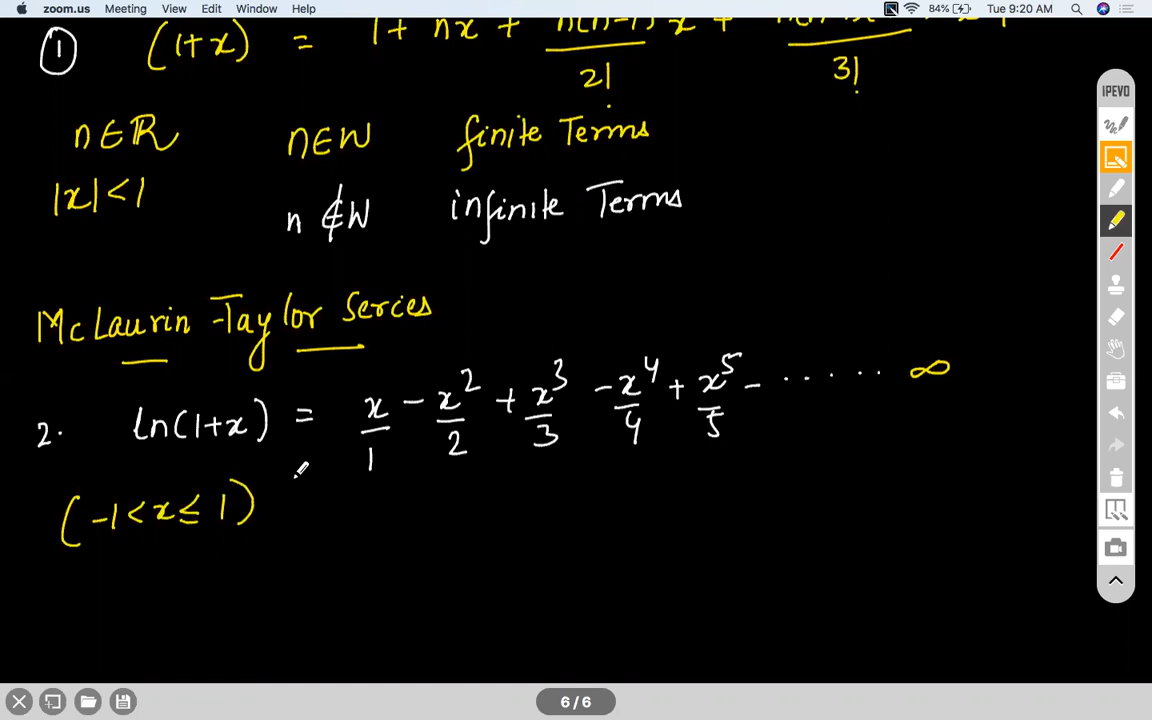 zoom.us Meeting View Edit Window Help 84% Tue 9:20 AM
① (1+x) = 1 + nx + n(n-1) x +
2! 3!
n∈ℝ n∈W finite Terms
|x|<1 n∉W infinite Terms
McLaurin-Taylor Series
2. ln(1+x) = x/1 - x²/2 + x³/3 - x⁴/4 + x⁵/5 - ...... ∞
(-1<x≤1)
IPEVO
6/6